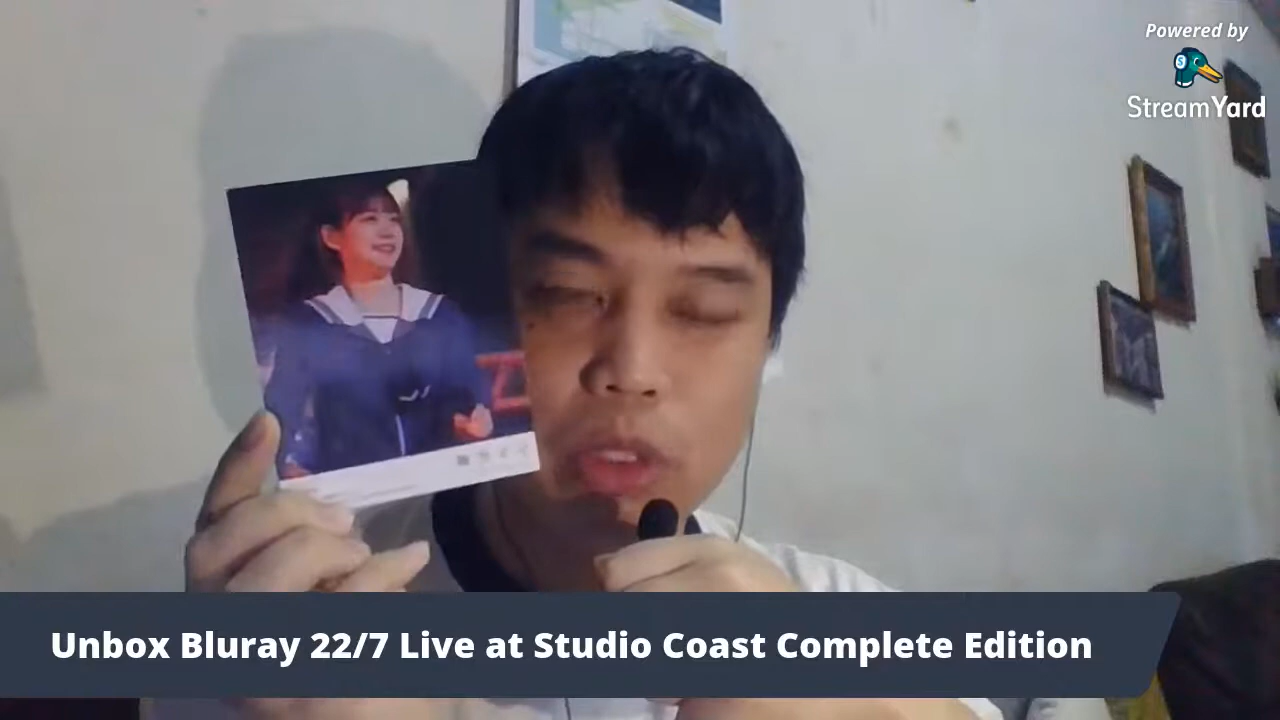 Powered by
StreamYard
Unbox Bluray 22/7 Live at Studio Coast Complete Edition